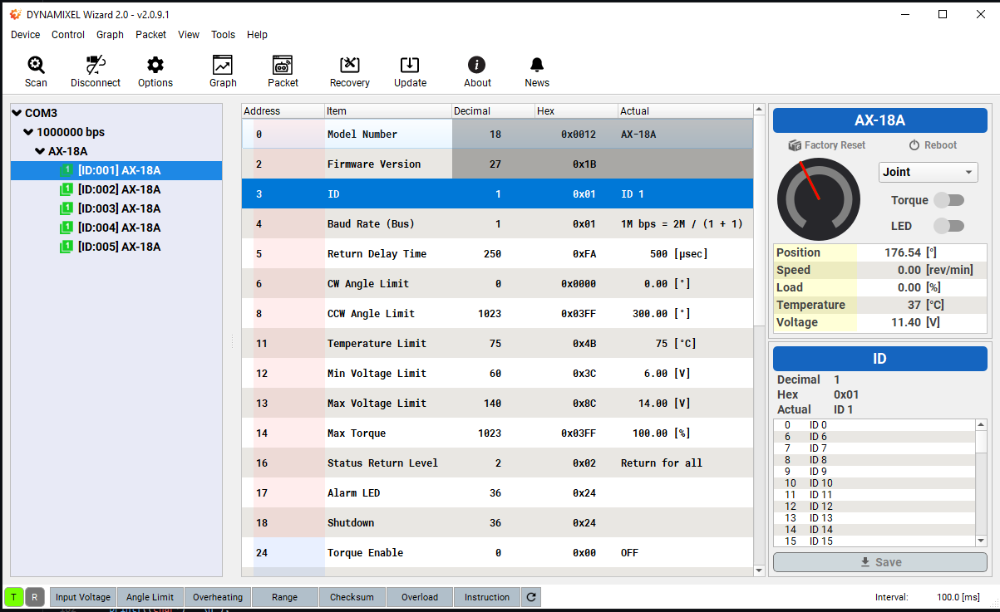 DYNAMIXEL Wizard 2.0 - v2.0.9.1
Device Control Graph Packet View Tools Help
Scan Disconnect Options Graph Packet Recovery Update About News
COM3
1000000 bps
AX-18A
1 [ID:001] AX-18A
1 [ID:002] AX-18A
1 [ID:003] AX-18A
1 [ID:004] AX-18A
1 [ID:005] AX-18A
Address Item Decimal Hex Actual
0 Model Number 18 0x0012 AX-18A
2 Firmware Version 27 0x1B
3 ID 1 0x01 ID 1
4 Baud Rate (Bus) 1 0x01 1M bps = 2M / (1 + 1)
5 Return Delay Time 250 0xFA 500 [µsec]
6 CW Angle Limit 0 0x0000 0.00 [°]
8 CCW Angle Limit 1023 0x03FF 300.00 [°]
11 Temperature Limit 75 0x4B 75 [°C]
12 Min Voltage Limit 60 0x3C 6.00 [V]
13 Max Voltage Limit 140 0x8C 14.00 [V]
14 Max Torque 1023 0x03FF 100.00 [%]
16 Status Return Level 2 0x02 Return for all
17 Alarm LED 36 0x24
18 Shutdown 36 0x24
24 Torque Enable 0 0x00 OFF
AX-18A
Factory Reset Reboot
Joint
Torque
LED
Position 176.54 [°]
Speed 0.00 [rev/min]
Load 0.00 [%]
Temperature 37 [°C]
Voltage 11.40 [V]
ID
Decimal 1
Hex 0x01
Actual ID 1
0 ID 0
6 ID 6
7 ID 7
8 ID 8
9 ID 9
10 ID 10
11 ID 11
12 ID 12
13 ID 13
14 ID 14
15 ID 15
Save
T R Input Voltage Angle Limit Overheating Range Checksum Overload Instruction Interval: 100.0 [ms]